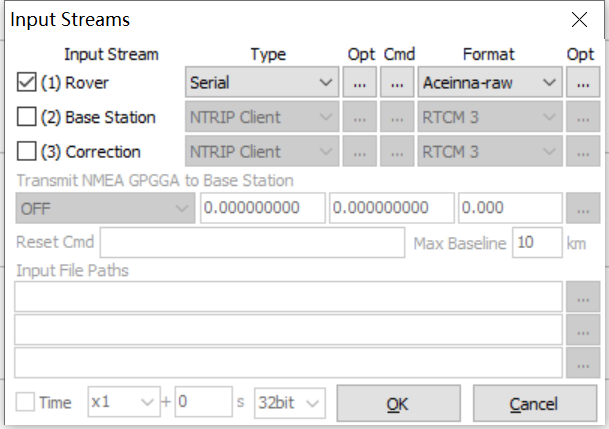 Input Streams
Input Stream Type Opt Cmd Format Opt
(1) Rover Serial ... ... Aceinna-raw ...
(2) Base Station NTRIP Client ... ... RTCM 3 ...
(3) Correction NTRIP Client ... ... RTCM 3 ...
Transmit NMEA GPGGA to Base Station
OFF 0.000000000 0.000000000 0.000 ...
Reset Cmd Max Baseline 10 km
Input File Paths
...
...
...
Time x1 + 0 s 32bit OK Cancel